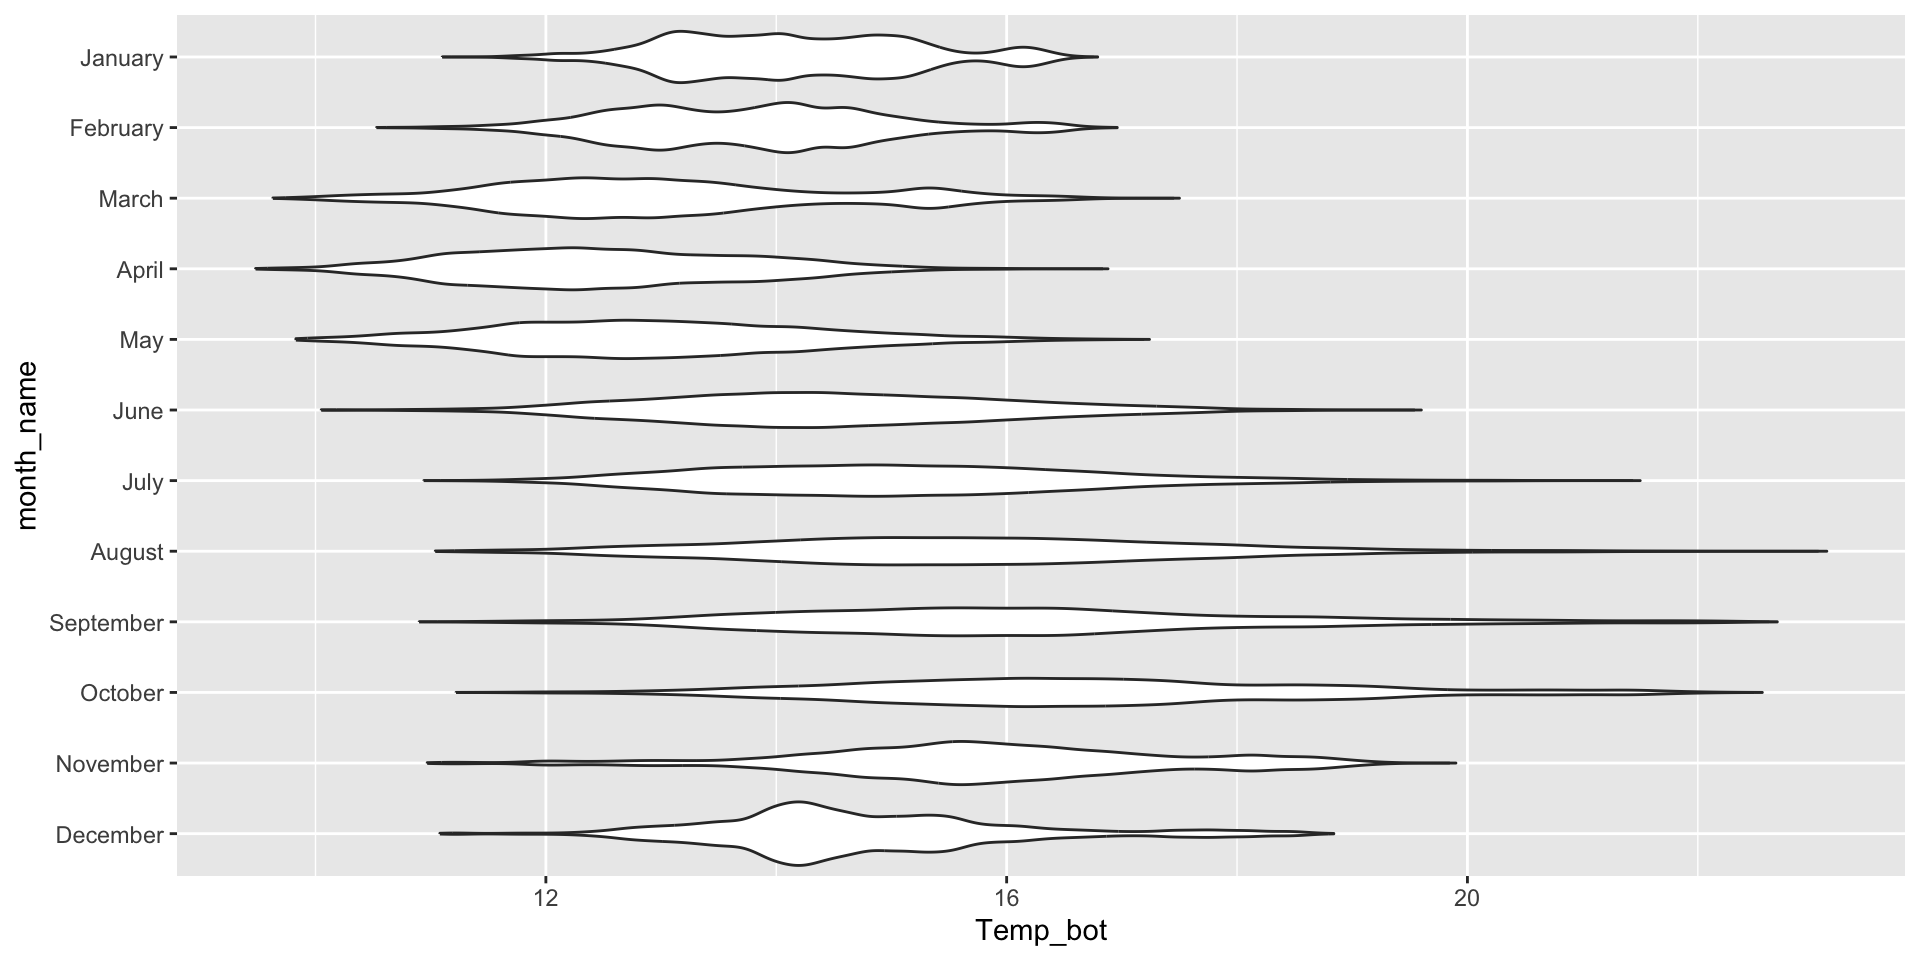 January
February
March
April
May
June
July
August
September
October
November
December
month_name
12 16 20
Temp_bot